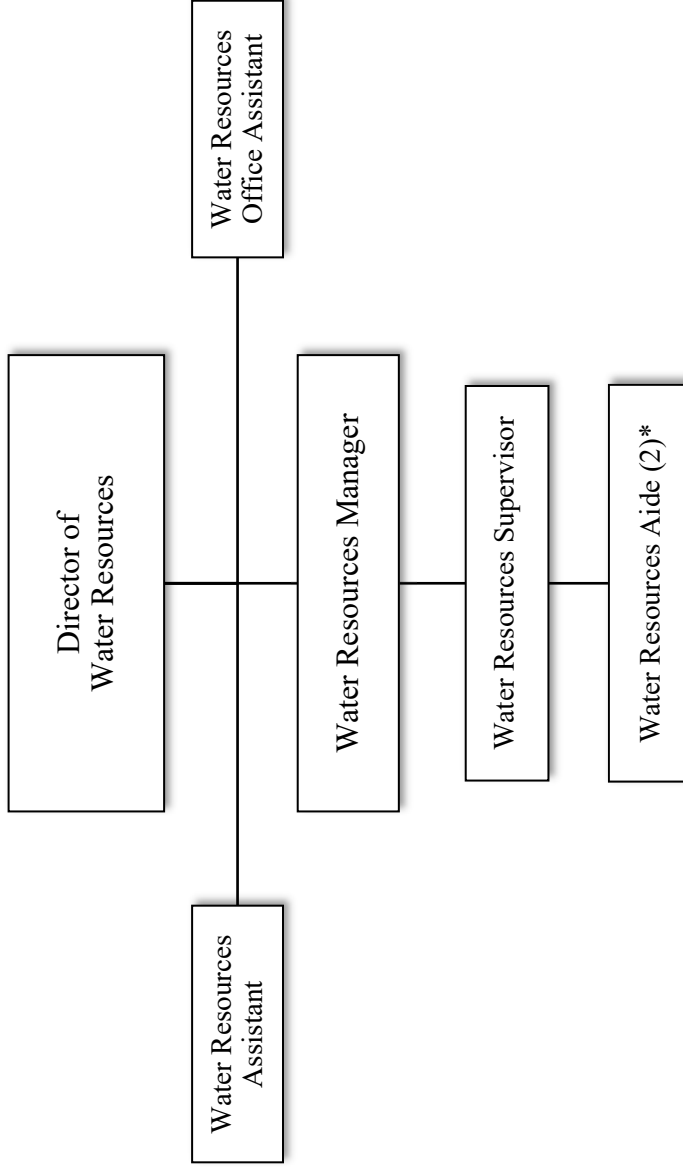 Director of
Water Resources
Water Resources
Assistant
Water Resources
Office Assistant
Water Resources Manager
Water Resources Supervisor
Water Resources Aide (2)*